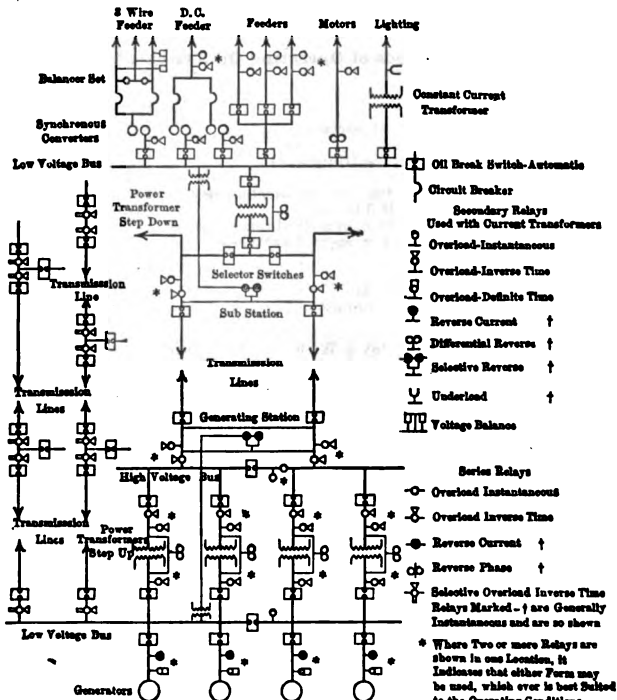 3 Wire
Feeder
D. C.
Feeder
Feeders
Motors
Lighting
Balancer Set
Constant Current
Transformer
Synchronous
Converters
Low Voltage Bus
Oil Break Switch-Automatic
Circuit Breaker
Power
Transformer
Step Down
Secondary Relays
Used with Current Transformers
Overload-Instantaneous
Selector Switches
Overload-Inverse Time
Transmission
Line
Overload-Definite Time
Sub Station
Reverse Current †
Differential Reverse †
Transmission
Lines
Selective Reverse †
Transmission
Lines
Underload †
Generating Station
Voltage Balance
High Voltage Bus
Series Relays
Overload Instantaneous
Transmission
Lines
Power
Transformers
Step Up
Overload Inverse Time
Reverse Current †
Reverse Phase †
Selective Overload Inverse Time
Relays Marked - † are Generally
Instantaneous and are so shown
Low Voltage Bus
* Where Two or more Relays are
shown in one Location, it
Indicates that either Form may
be used, which ever is best Suited
to the Operating Conditions
Generators